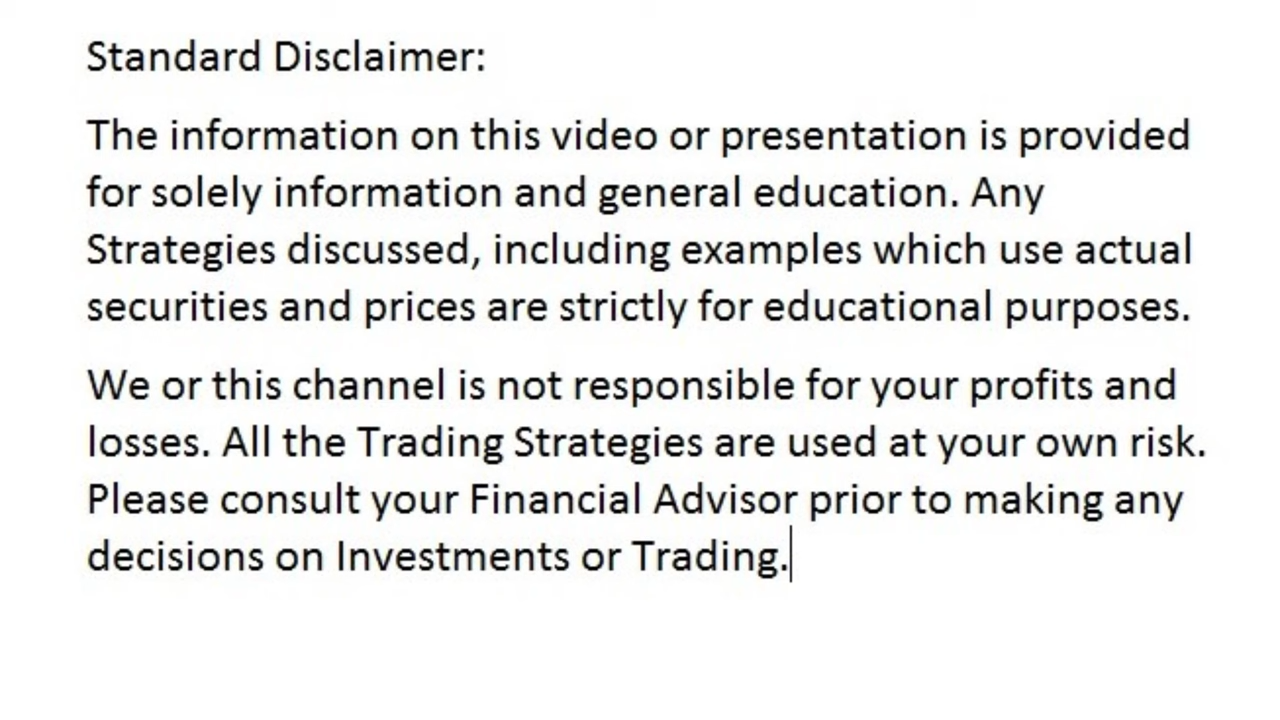 Standard Disclaimer:
The information on this video or presentation is provided
for solely information and general education. Any
Strategies discussed, including examples which use actual
securities and prices are strictly for educational purposes.
We or this channel is not responsible for your profits and
losses. All the Trading Strategies are used at your own risk.
Please consult your Financial Advisor prior to making any
decisions on Investments or Trading.